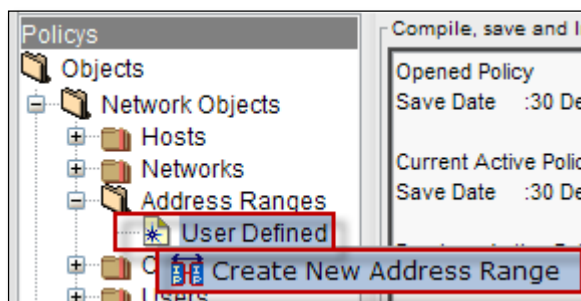 Policys
Objects
Network Objects
Hosts
Networks
Address Ranges
User Defined
Create New Address Range
Users
Compile, save and
Opened Policy
Save Date :30 De
Current Active Polic
Save Date :30 De